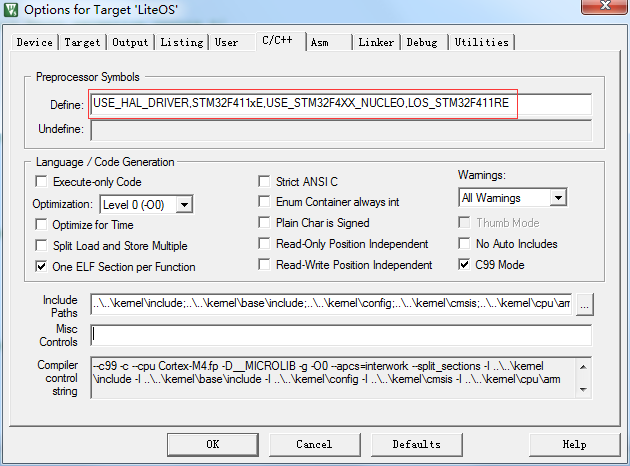 Options for Target 'LiteOS'
Device Target Output Listing User C/C++ Asm Linker Debug Utilities
Preprocessor Symbols
Define: USE_HAL_DRIVER,STM32F411xE,USE_STM32F4XX_NUCLEO,LOS_STM32F411RE
Undefine:
Language / Code Generation
Execute-only Code
Optimization: Level 0 (-O0)
Optimize for Time
Split Load and Store Multiple
One ELF Section per Function
Strict ANSI C
Enum Container always int
Plain Char is Signed
Read-Only Position Independent
Read-Write Position Independent
Warnings:
All Warnings
Thumb Mode
No Auto Includes
C99 Mode
Include Paths
..\..\kernel\include;..\..\kernel\base\include;..\..\kernel\config;..\..\kernel\cmsis;..\..\kernel\cpu\am
...
Misc Controls
Compiler control string
--c99 -c --cpu Cortex-M4.fp -D__MICROLIB -g -O0 --apcs=interwork --split_sections -I ..\..\kernel
\include -I ..\..\kernel\base\include -I ..\..\kernel\config -I ..\..\kernel\cmsis -I ..\..\kernel\cpu\arm
OK Cancel Defaults Help